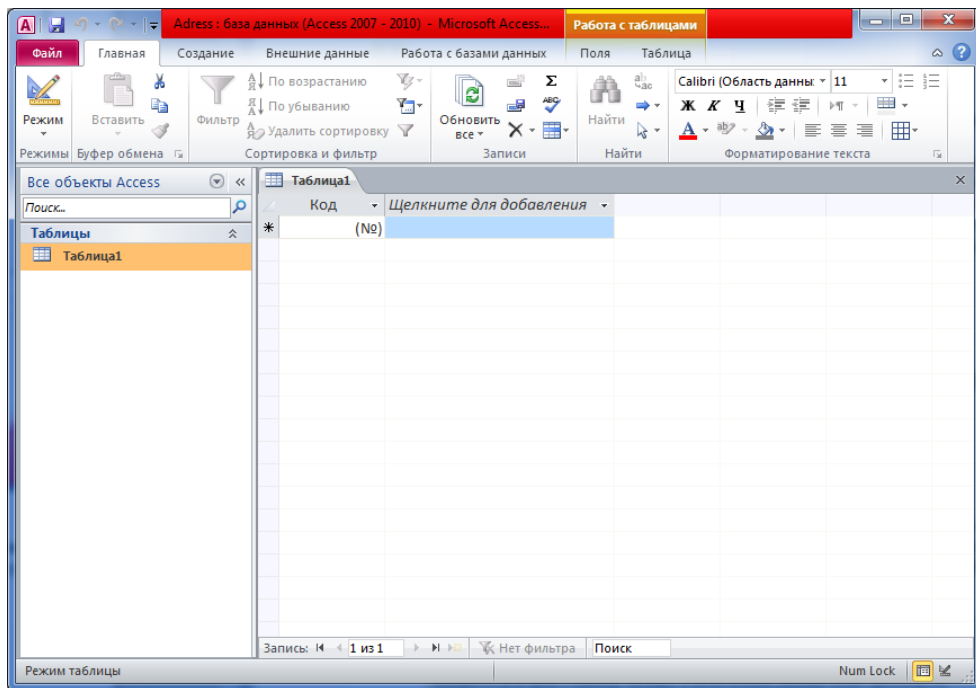 Adress : база данных (Access 2007 - 2010) - Microsoft Access... Работа с таблицами
Файл Главная Создание Внешние данные Работа с базами данных Поля Таблица
По возрастанию
По убыванию
Удалить сортировку
Режим Вставить Фильтр Обновить все Найти
Calibri (Область данны: 11
Ж К Ч
Режимы Буфер обмена Сортировка и фильтр Записи Найти Форматирование текста
Все объекты Access
Таблица1
Поиск...
Код Щелкните для добавления
Таблицы
(№)
Таблица1
Запись: 1 из 1 Нет фильтра Поиск
Режим таблицы Num Lock